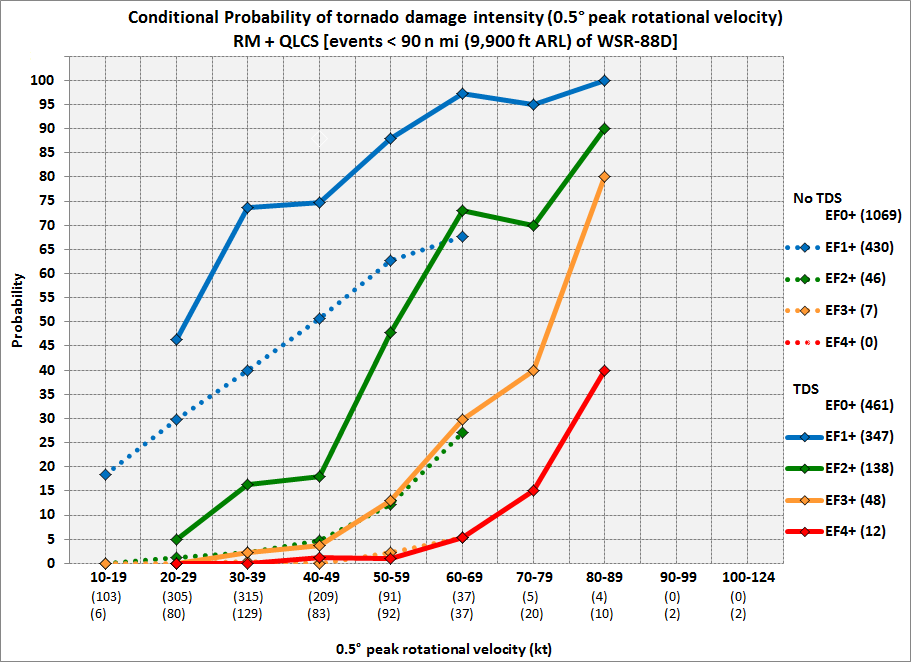 Conditional Probability of tornado damage intensity (0.5° peak rotational velocity)
RM + QLCS [events < 90 n mi (9,900 ft ARL) of WSR-88D]
Probability
100
95
90
85
80
75
70
65
60
55
50
45
40
35
30
25
20
15
10
5
0
10-19 20-29 30-39 40-49 50-59 60-69 70-79 80-89 90-99 100-124
(103) (305) (315) (209) (91) (37) (5) (4) (0) (0)
(6) (80) (129) (83) (92) (37) (20) (10) (2) (2)
0.5° peak rotational velocity (kt)
No TDS
EF0+ (1069)
EF1+ (430)
EF2+ (46)
EF3+ (7)
EF4+ (0)
TDS
EF0+ (461)
EF1+ (347)
EF2+ (138)
EF3+ (48)
EF4+ (12)